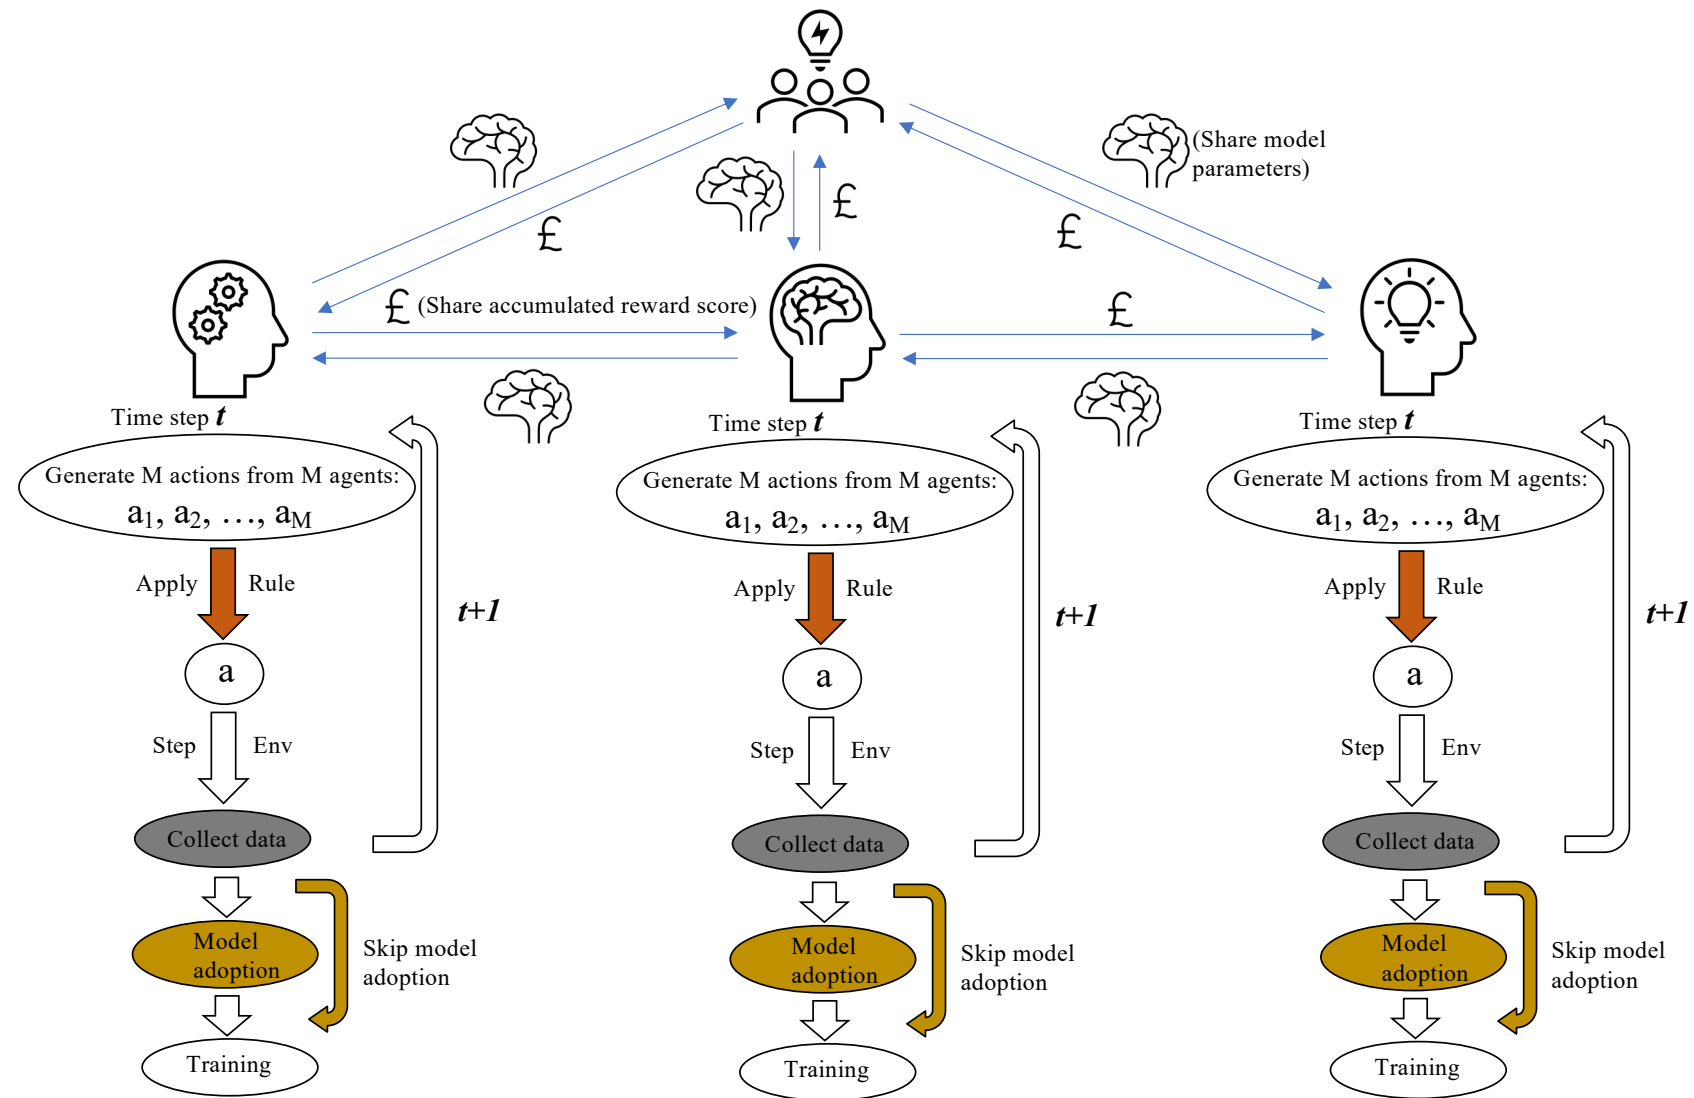 (Share model
parameters)
£
£
£
£ (Share accumulated reward score)
£
Time step t
Generate M actions from M agents:
a1, a2, …, aM
Apply Rule
a
Step Env
Collect data
t+1
Model
adoption
Skip model
adoption
Training
Time step t
Generate M actions from M agents:
a1, a2, …, aM
Apply Rule
a
Step Env
Collect data
t+1
Model
adoption
Skip model
adoption
Training
Time step t
Generate M actions from M agents:
a1, a2, …, aM
Apply Rule
a
Step Env
Collect data
t+1
Model
adoption
Skip model
adoption
Training